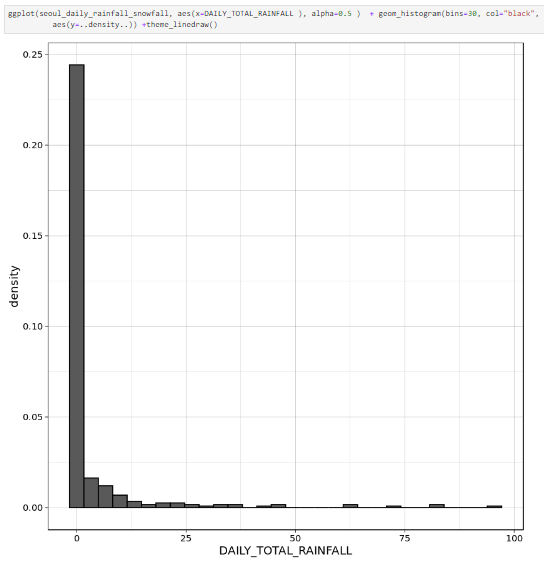 ggplot(seoul_daily_rainfall_snowfall, aes(x=DAILY_TOTAL_RAINFALL ), alpha=0.5 )  + geom_histogram(bins=30, col="black",
aes(y=..density..)) +theme_linedraw()
0.25
0.20
0.15
0.10
0.05
0.00
density
0 25 50 75 100
DAILY_TOTAL_RAINFALL